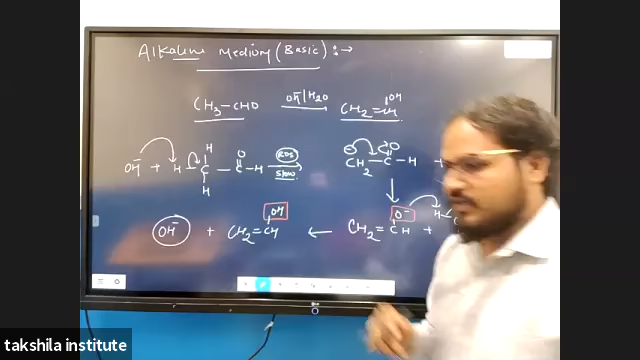 Alkaline Medium (Basic) :→
CH3-CHO OH⁻/H2O CH2=CH OH
OH⁻ + H-C-C-H H H O RDS Slow ⊖CH2-C-H O +
OH⁻ + CH2=CH OH ← CH2=CH O⁻ + H
takshila institute